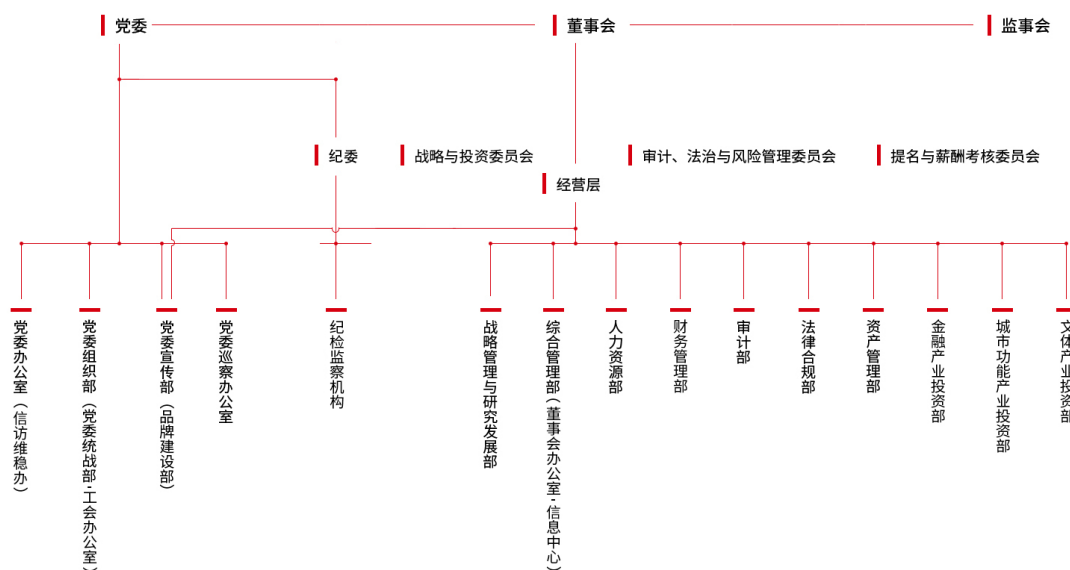 党委
董事会
监事会
纪委
战略与投资委员会
审计、法治与风险管理委员会
提名与薪酬考核委员会
经营层
党委办公室（信访维稳办）
党委组织部（党委统战部-工会办公室）
党委宣传部（品牌建设部）
党委巡察办公室
纪检监察机构
战略管理与研究发展部
综合管理部（董事会办公室-信息中心）
人力资源部
财务管理部
审计部
法律合规部
资产管理部
金融产业投资部
城市功能产业投资部
文体产业投资部